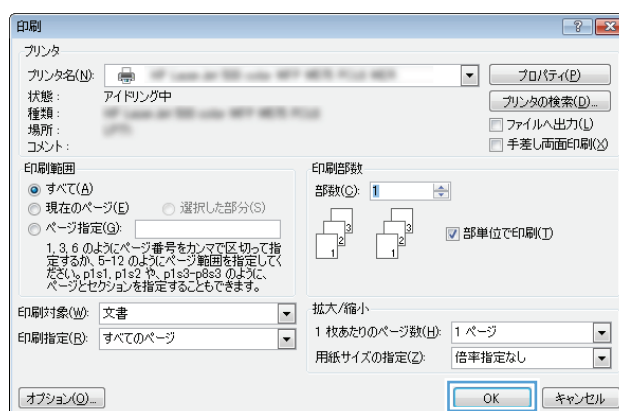 印刷
プリンタ
プリンタ名(N):
プロパティ(P)
状態: アイドリング中
プリンタの検索(D)...
種類:
場所:
ファイルへ出力(L)
コメント:
手差し両面印刷(X)
印刷範囲
すべて(A)
現在のページ(E) 選択した部分(S)
ページ指定(G):
1, 3, 6 のようにページ番号をカンマで区切って指
定するか、5-12 のようにページ範囲を指定してく
ださい。p1s1, p1s2 や、p1s3-p8s3 のように、
ページとセクションを指定することもできます。
印刷部数
部数(C): 1
1 2 3 1 2 3
部単位で印刷(T)
印刷対象(W): 文書
印刷指定(R): すべてのページ
拡大/縮小
1 枚あたりのページ数(H): 1 ページ
用紙サイズの指定(Z): 倍率指定なし
オプション(O)...
OK キャンセル